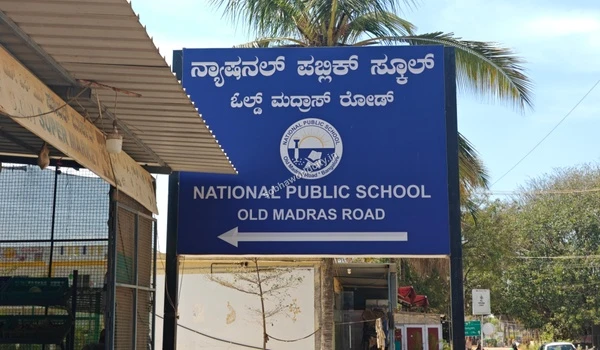 ನ್ಯಾಷನಲ್ ಪಬ್ಲಿಕ್ ಸ್ಕೂಲ್
ಓಲ್ಡ್ ಮದ್ರಾಸ್ ರೋಡ್
NATIONAL PUBLIC SCHOOL
NATIONAL PUBLIC SCHOOL
OLD MADRAS ROAD